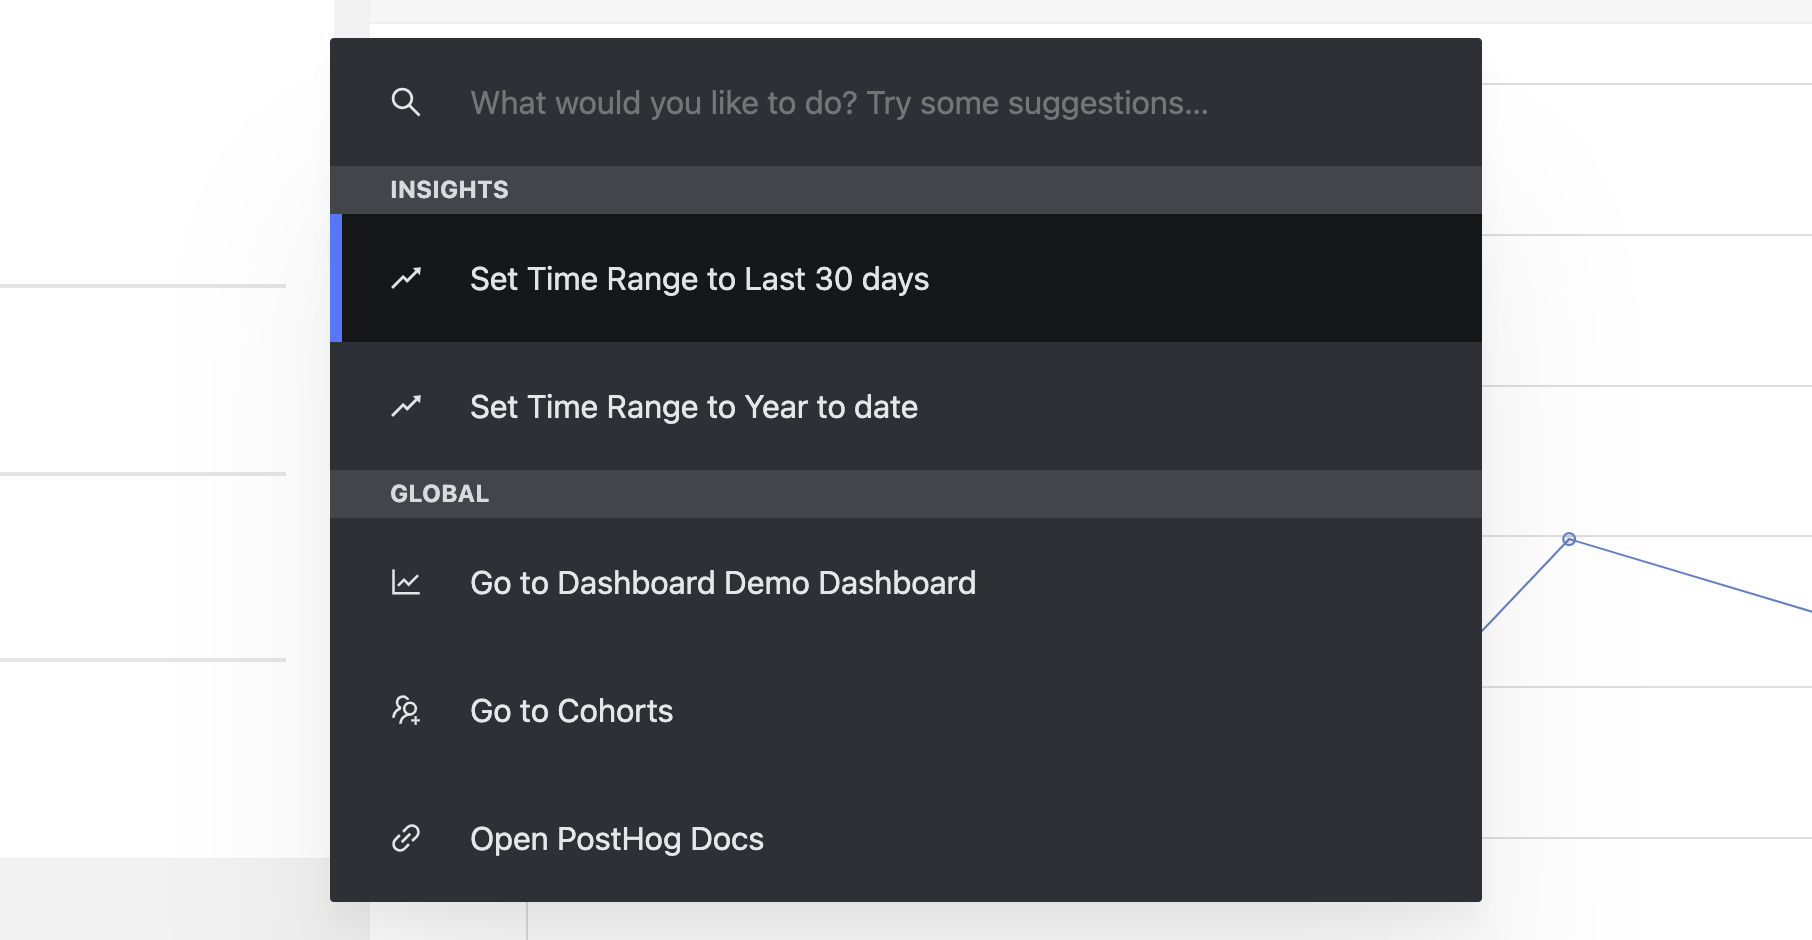 What would you like to do? Try some suggestions...
INSIGHTS
Set Time Range to Last 30 days
Set Time Range to Year to date
GLOBAL
Go to Dashboard Demo Dashboard
Go to Cohorts
Open PostHog Docs